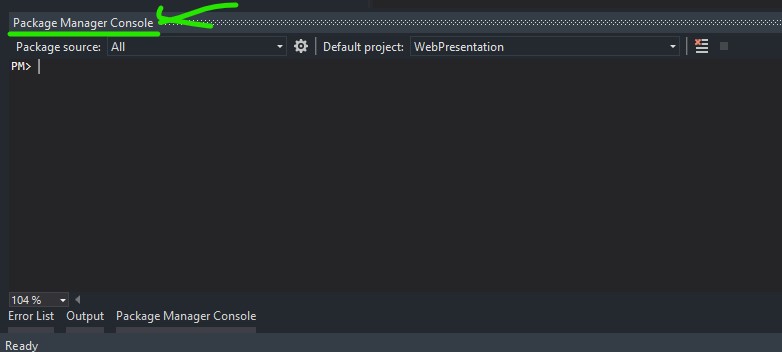 Package Manager Console
Package source: All Default project: WebPresentation
PM>
104 %
Error List Output Package Manager Console
Ready